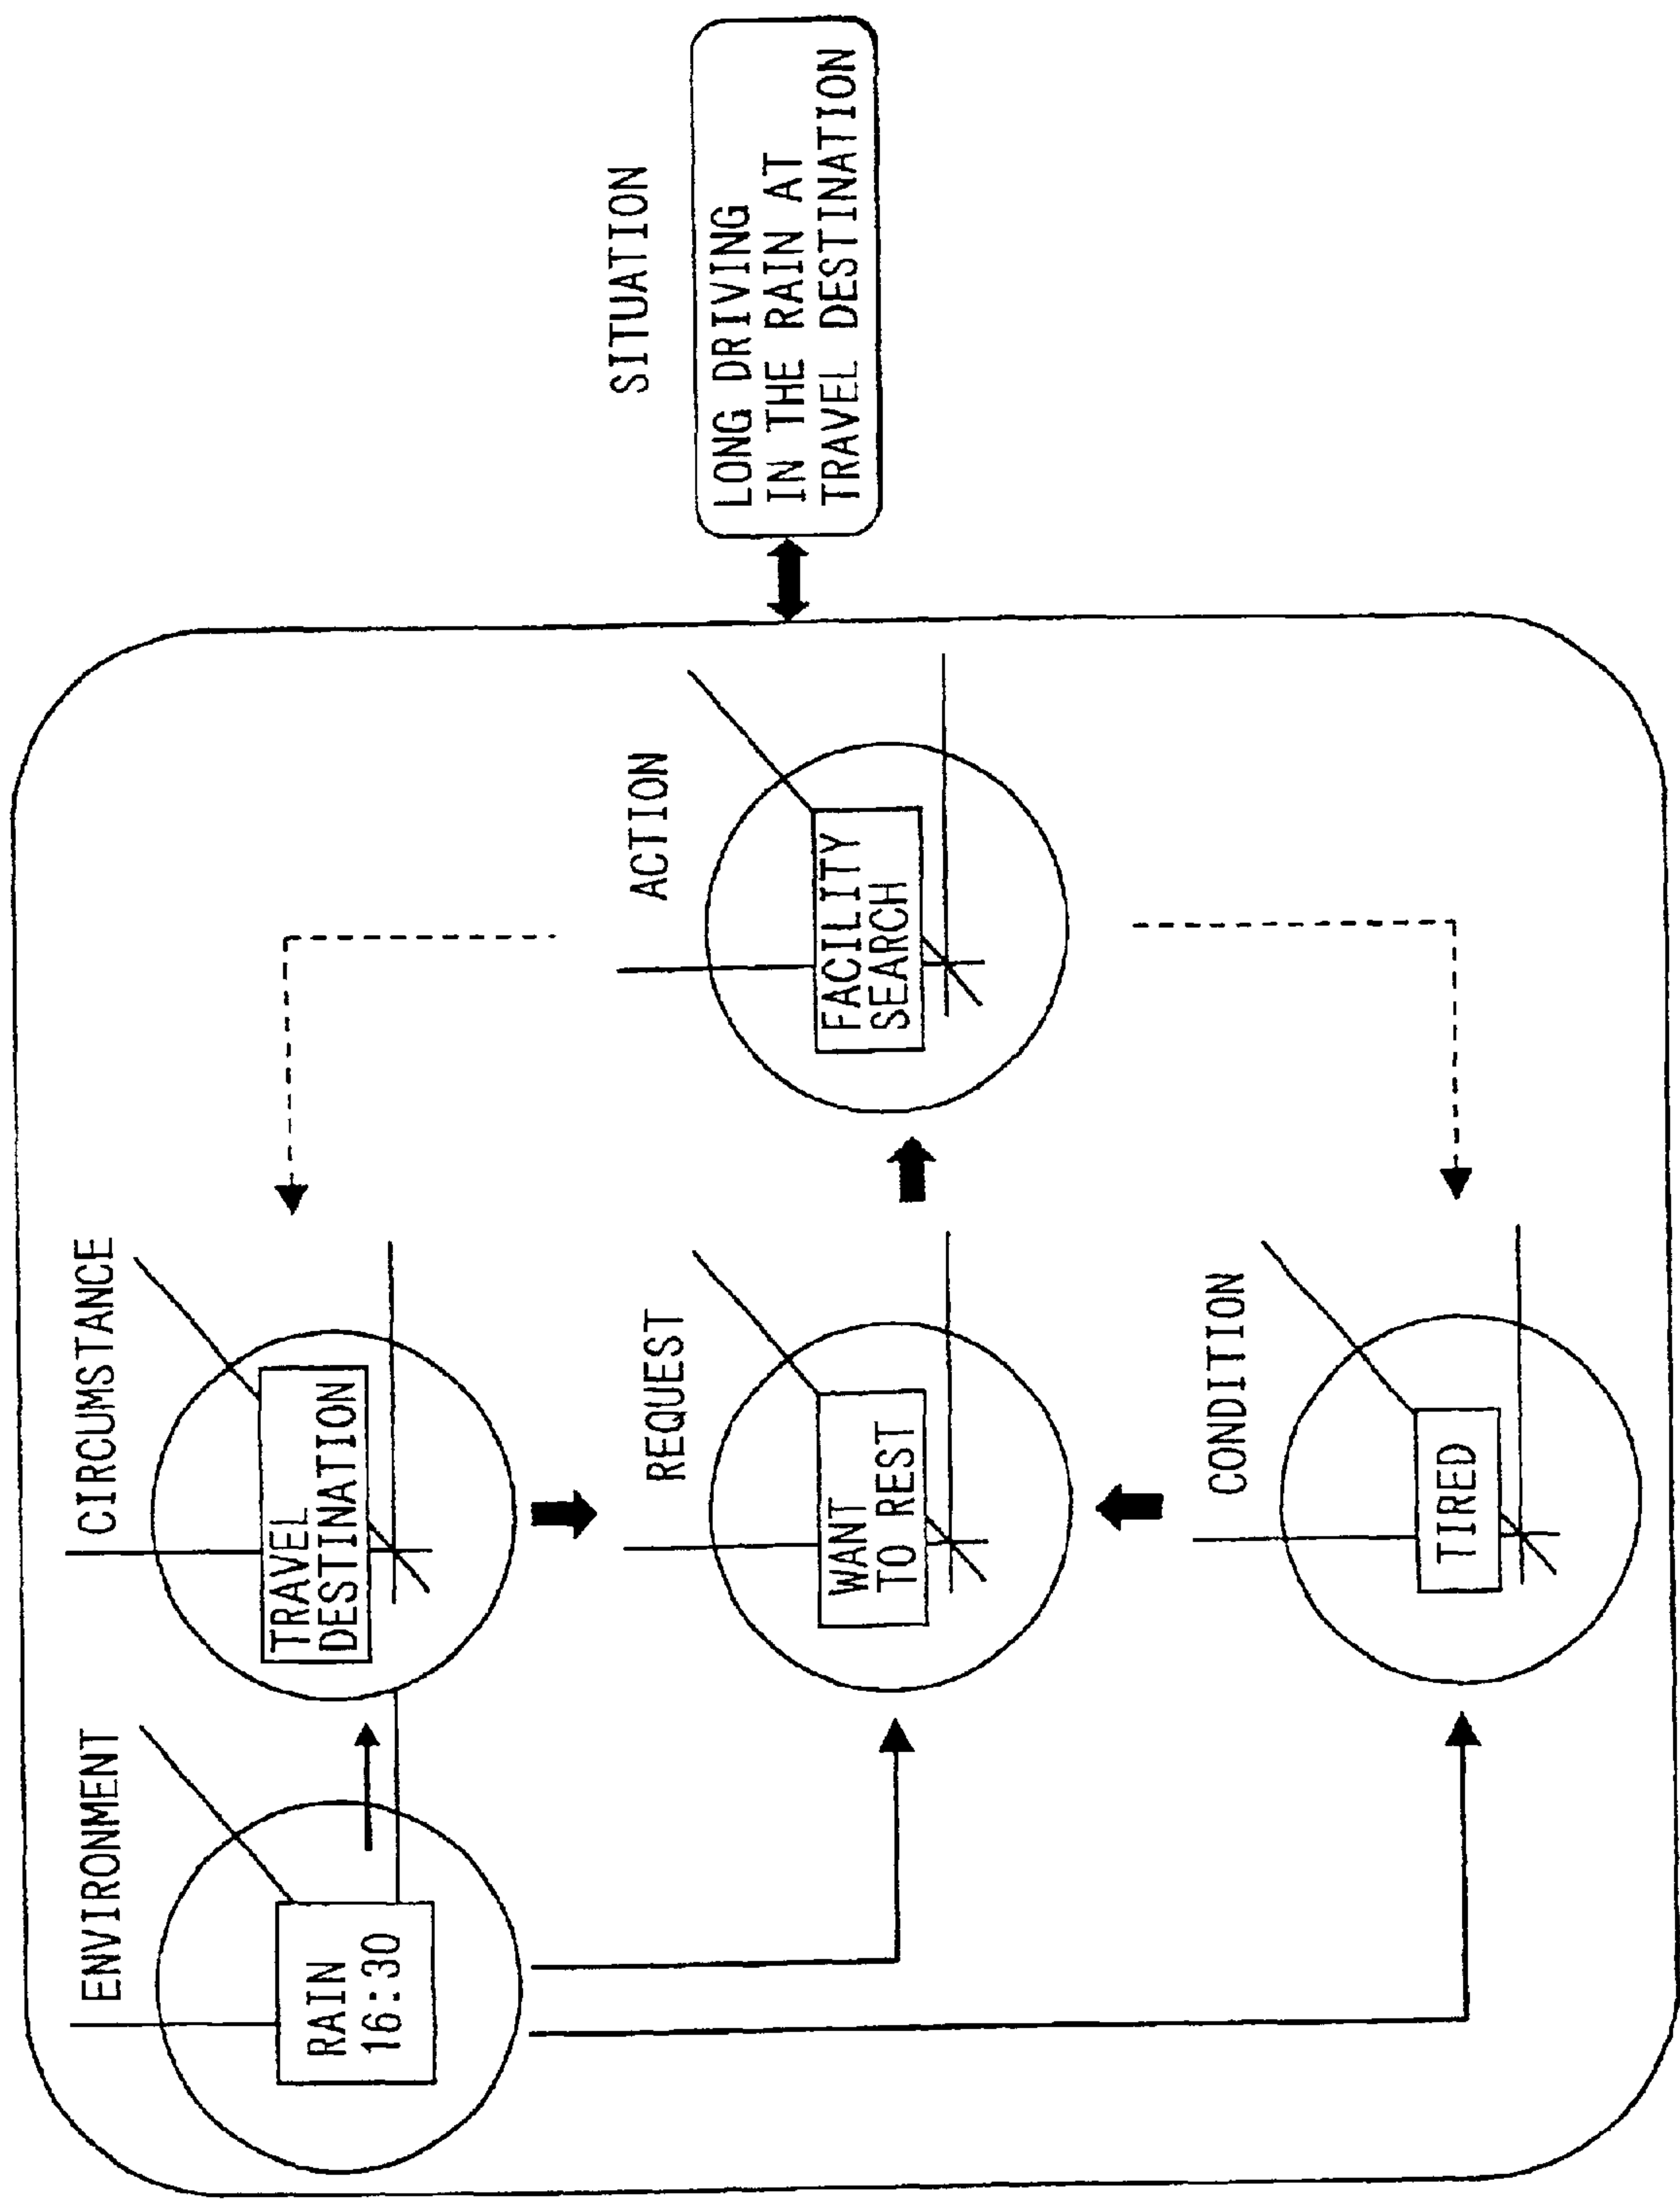 ENVIRONMENT
RAIN
16:30
CIRCUMSTANCE
TRAVEL
DESTINATION
REQUEST
WANT
TO REST
CONDITION
TIRED
ACTION
FACILITY
SEARCH
SITUATION
LONG DRIVING
IN THE RAIN AT
TRAVEL DESTINATION